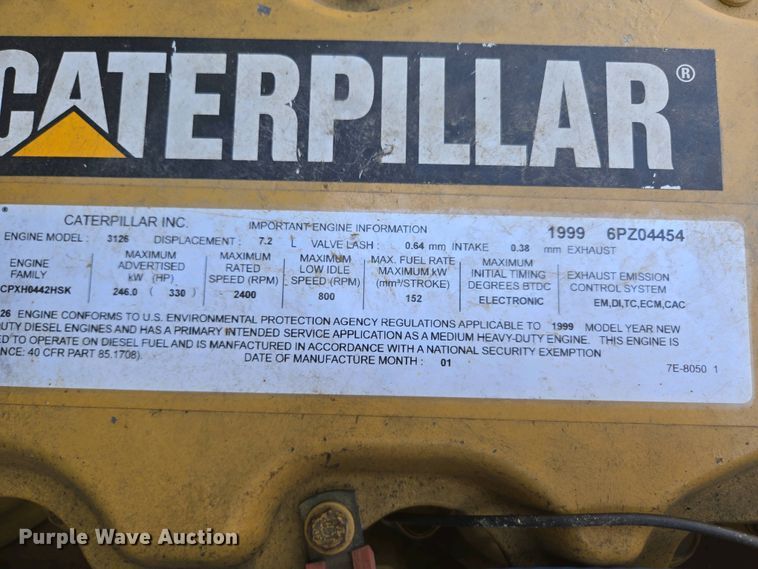 CATERPILLAR®
®
CATERPILLAR INC. IMPORTANT ENGINE INFORMATION 1999 6PZ04454
ENGINE MODEL : 3126 DISPLACEMENT : 7.2 L VALVE LASH : 0.64 mm INTAKE 0.38 mm EXHAUST
ENGINE FAMILY MAXIMUM ADVERTISED kW (HP) MAXIMUM RATED SPEED (RPM) MAXIMUM LOW IDLE SPEED (RPM) MAX. FUEL RATE MAXIMUM kW (mm³/STROKE) MAXIMUM INITIAL TIMING DEGREES BTDC EXHAUST EMISSION CONTROL SYSTEM
CPXH0442HSK 246.0 ( 330 ) 2400 800 152 ELECTRONIC EM,DI,TC,ECM,CAC
26 ENGINE CONFORMS TO U.S. ENVIRONMENTAL PROTECTION AGENCY REGULATIONS APPLICABLE TO 1999 MODEL YEAR NEW
DUTY DIESEL ENGINES AND HAS A PRIMARY INTENDED SERVICE APPLICATION AS A MEDIUM HEAVY-DUTY ENGINE. THIS ENGINE IS
ED TO OPERATE ON DIESEL FUEL AND IS MANFACTURED IN ACCORDANCE WITH A NATIONAL SECURITY EXEMPTION
NCE: 40 CFR PART 85.1708).
DATE OF MANUFACTURE MONTH : 01
7E-8050 1
Purple Wave Auction